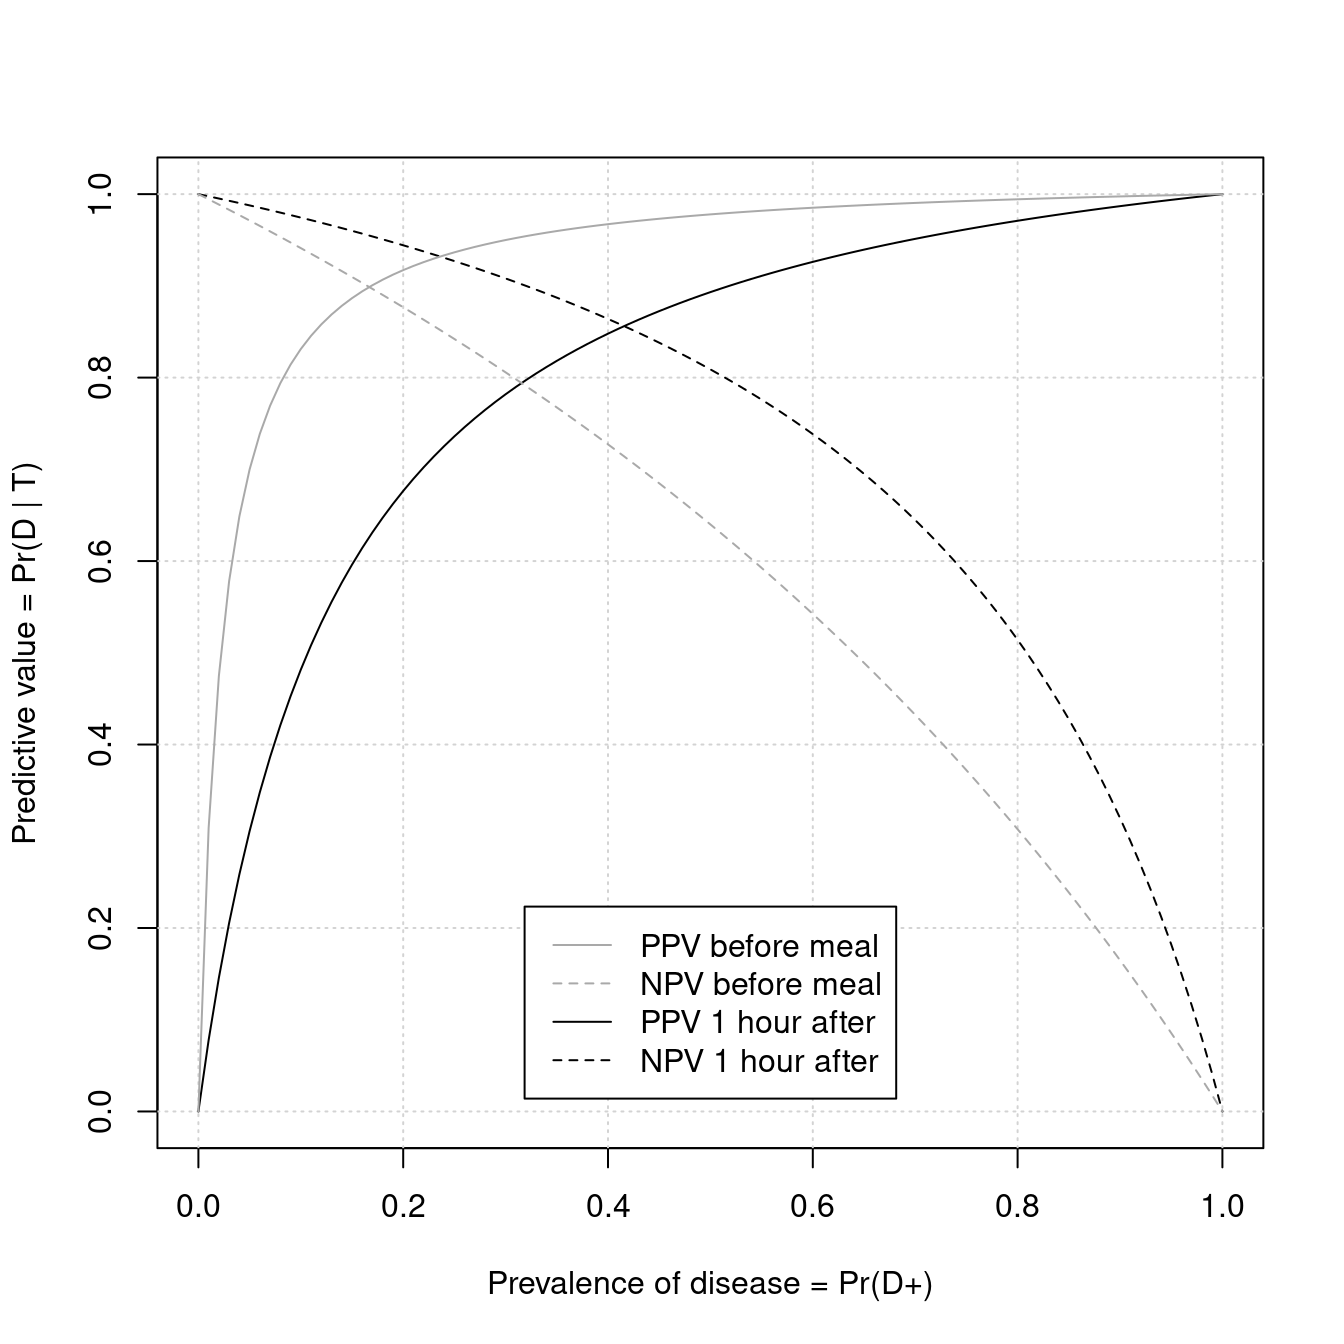 Predictive value = Pr(D | T)
1.0
0.8
0.6
0.4
0.2
0.0
PPV before meal
NPV before meal
PPV 1 hour after
NPV 1 hour after
0.0 0.2 0.4 0.6 0.8 1.0
Prevalence of disease = Pr(D+)